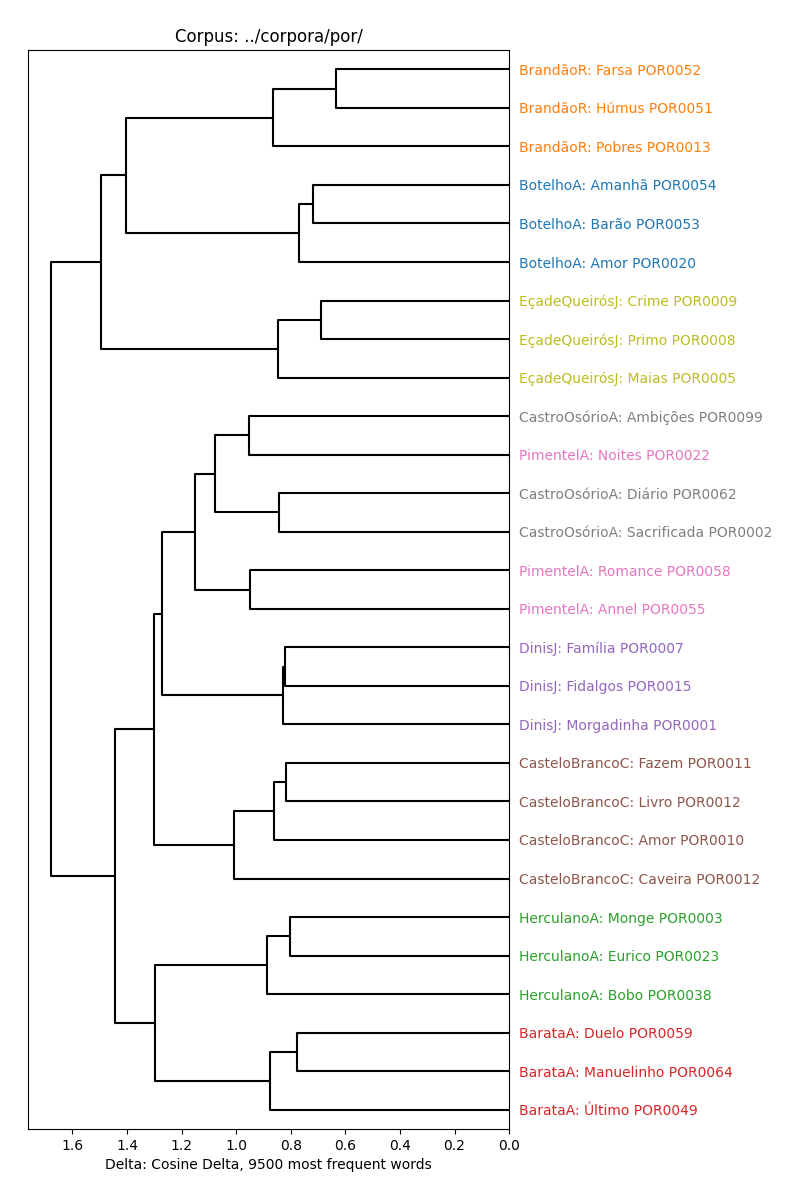 Corpus: ../corpora/por/
BrandãoR: Farsa POR0052
BrandãoR: Húmus POR0051
BrandãoR: Pobres POR0013
BotelhoA: Amanhã POR0054
BotelhoA: Barão POR0053
BotelhoA: Amor POR0020
EçadeQueirósJ: Crime POR0009
EçadeQueirósJ: Primo POR0008
EçadeQueirósJ: Maias POR0005
CastroOsórioA: Ambições POR0099
PimentelA: Noites POR0022
CastroOsórioA: Diário POR0062
CastroOsórioA: Sacrificada POR0002
PimentelA: Romance POR0058
PimentelA: Annel POR0055
DinisJ: Família POR0007
DinisJ: Fidalgos POR0015
DinisJ: Morgadinha POR0001
CasteloBrancoC: Fazem POR0011
CasteloBrancoC: Livro POR0012
CasteloBrancoC: Amor POR0010
CasteloBrancoC: Caveira POR0012
HerculanoA: Monge POR0003
HerculanoA: Eurico POR0023
HerculanoA: Bobo POR0038
BarataA: Duelo POR0059
BarataA: Manuelinho POR0064
BarataA: Último POR0049
1.6 1.4 1.2 1.0 0.8 0.6 0.4 0.2 0.0
Delta: Cosine Delta, 9500 most frequent words